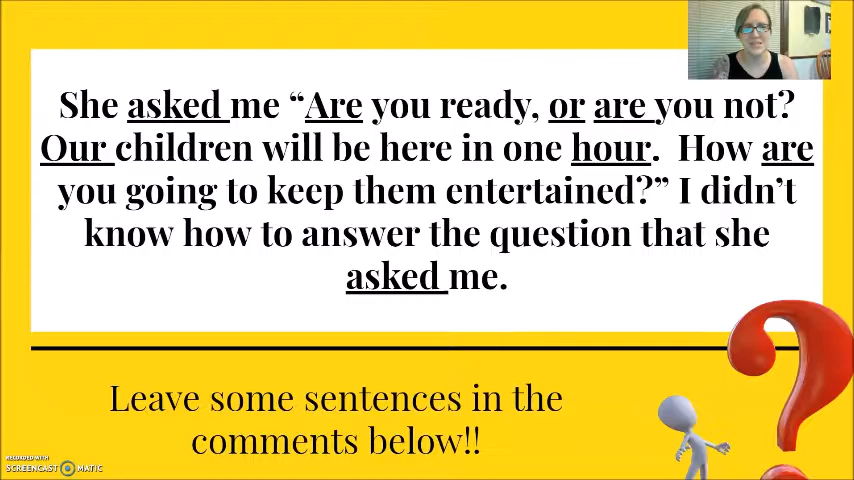 She asked me “Are you ready, or are you not?
Our children will be here in one hour.  How are
you going to keep them entertained?” I didn’t
know how to answer the question that she
asked me.
Leave some sentences in the
comments below!!
RECORDED WITH
SCREENCAST MATIC